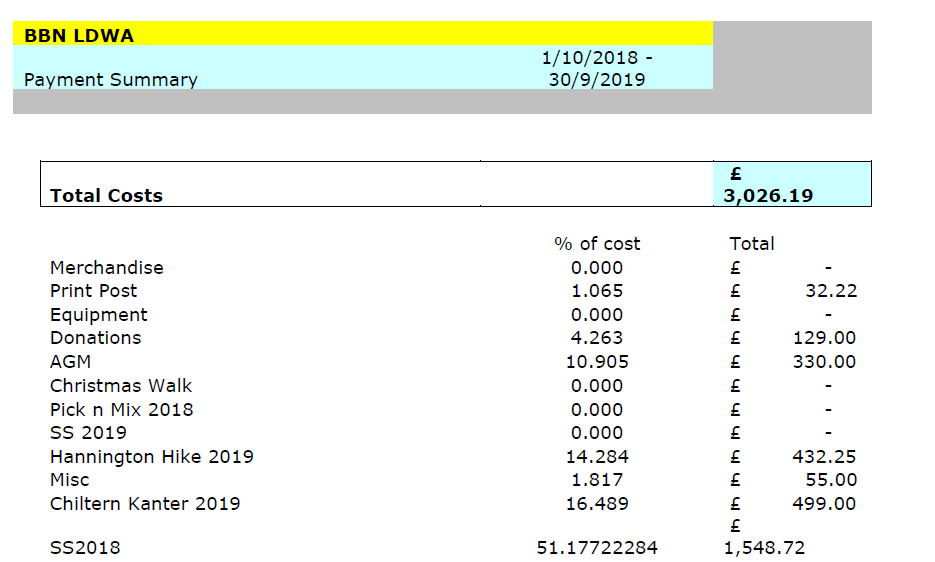 BBN LDWA
1/10/2018 -
Payment Summary 30/9/2019
£
Total Costs 3,026.19
% of cost Total
Merchandise 0.000 £ -
Print Post 1.065 £ 32.22
Equipment 0.000 £ -
Donations 4.263 £ 129.00
AGM 10.905 £ 330.00
Christmas Walk 0.000 £ -
Pick n Mix 2018 0.000 £ -
SS 2019 0.000 £ -
Hannington Hike 2019 14.284 £ 432.25
Misc 1.817 £ 55.00
Chiltern Kanter 2019 16.489 £ 499.00
£
SS2018 51.17722284 1,548.72